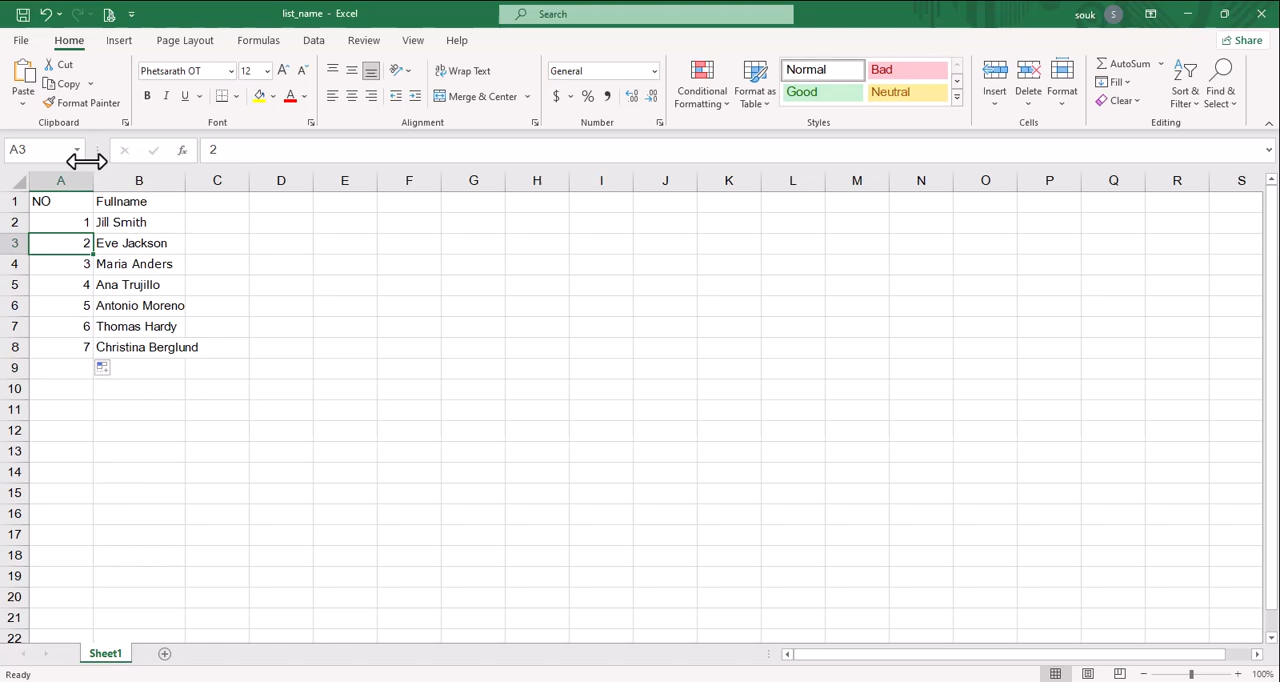 list_name - Excel
Search
souk
S
File Home Insert Page Layout Formulas Data Review View Help
Share
Paste
Cut
Copy
Format Painter
Clipboard
Phetsarath OT 12
B I U
Font
Wrap Text
Merge & Center
Alignment
General
$ % ,
Number
Conditional Formatting
Format as Table
Normal Bad
Good Neutral
Styles
Insert Delete Format
Cells
AutoSum
Fill
Clear
Sort & Filter
Find & Select
Editing
A3 fx 2
A B C D E F G H I J K L M N O P Q R S
1 NO Fullname
2 1 Jill Smith
3 2 Eve Jackson
4 3 Maria Anders
5 4 Ana Trujillo
6 5 Antonio Moreno
7 6 Thomas Hardy
8 7 Christina Berglund
9
10
11
12
13
14
15
16
17
18
19
20
21
22
Sheet1
Ready
100%